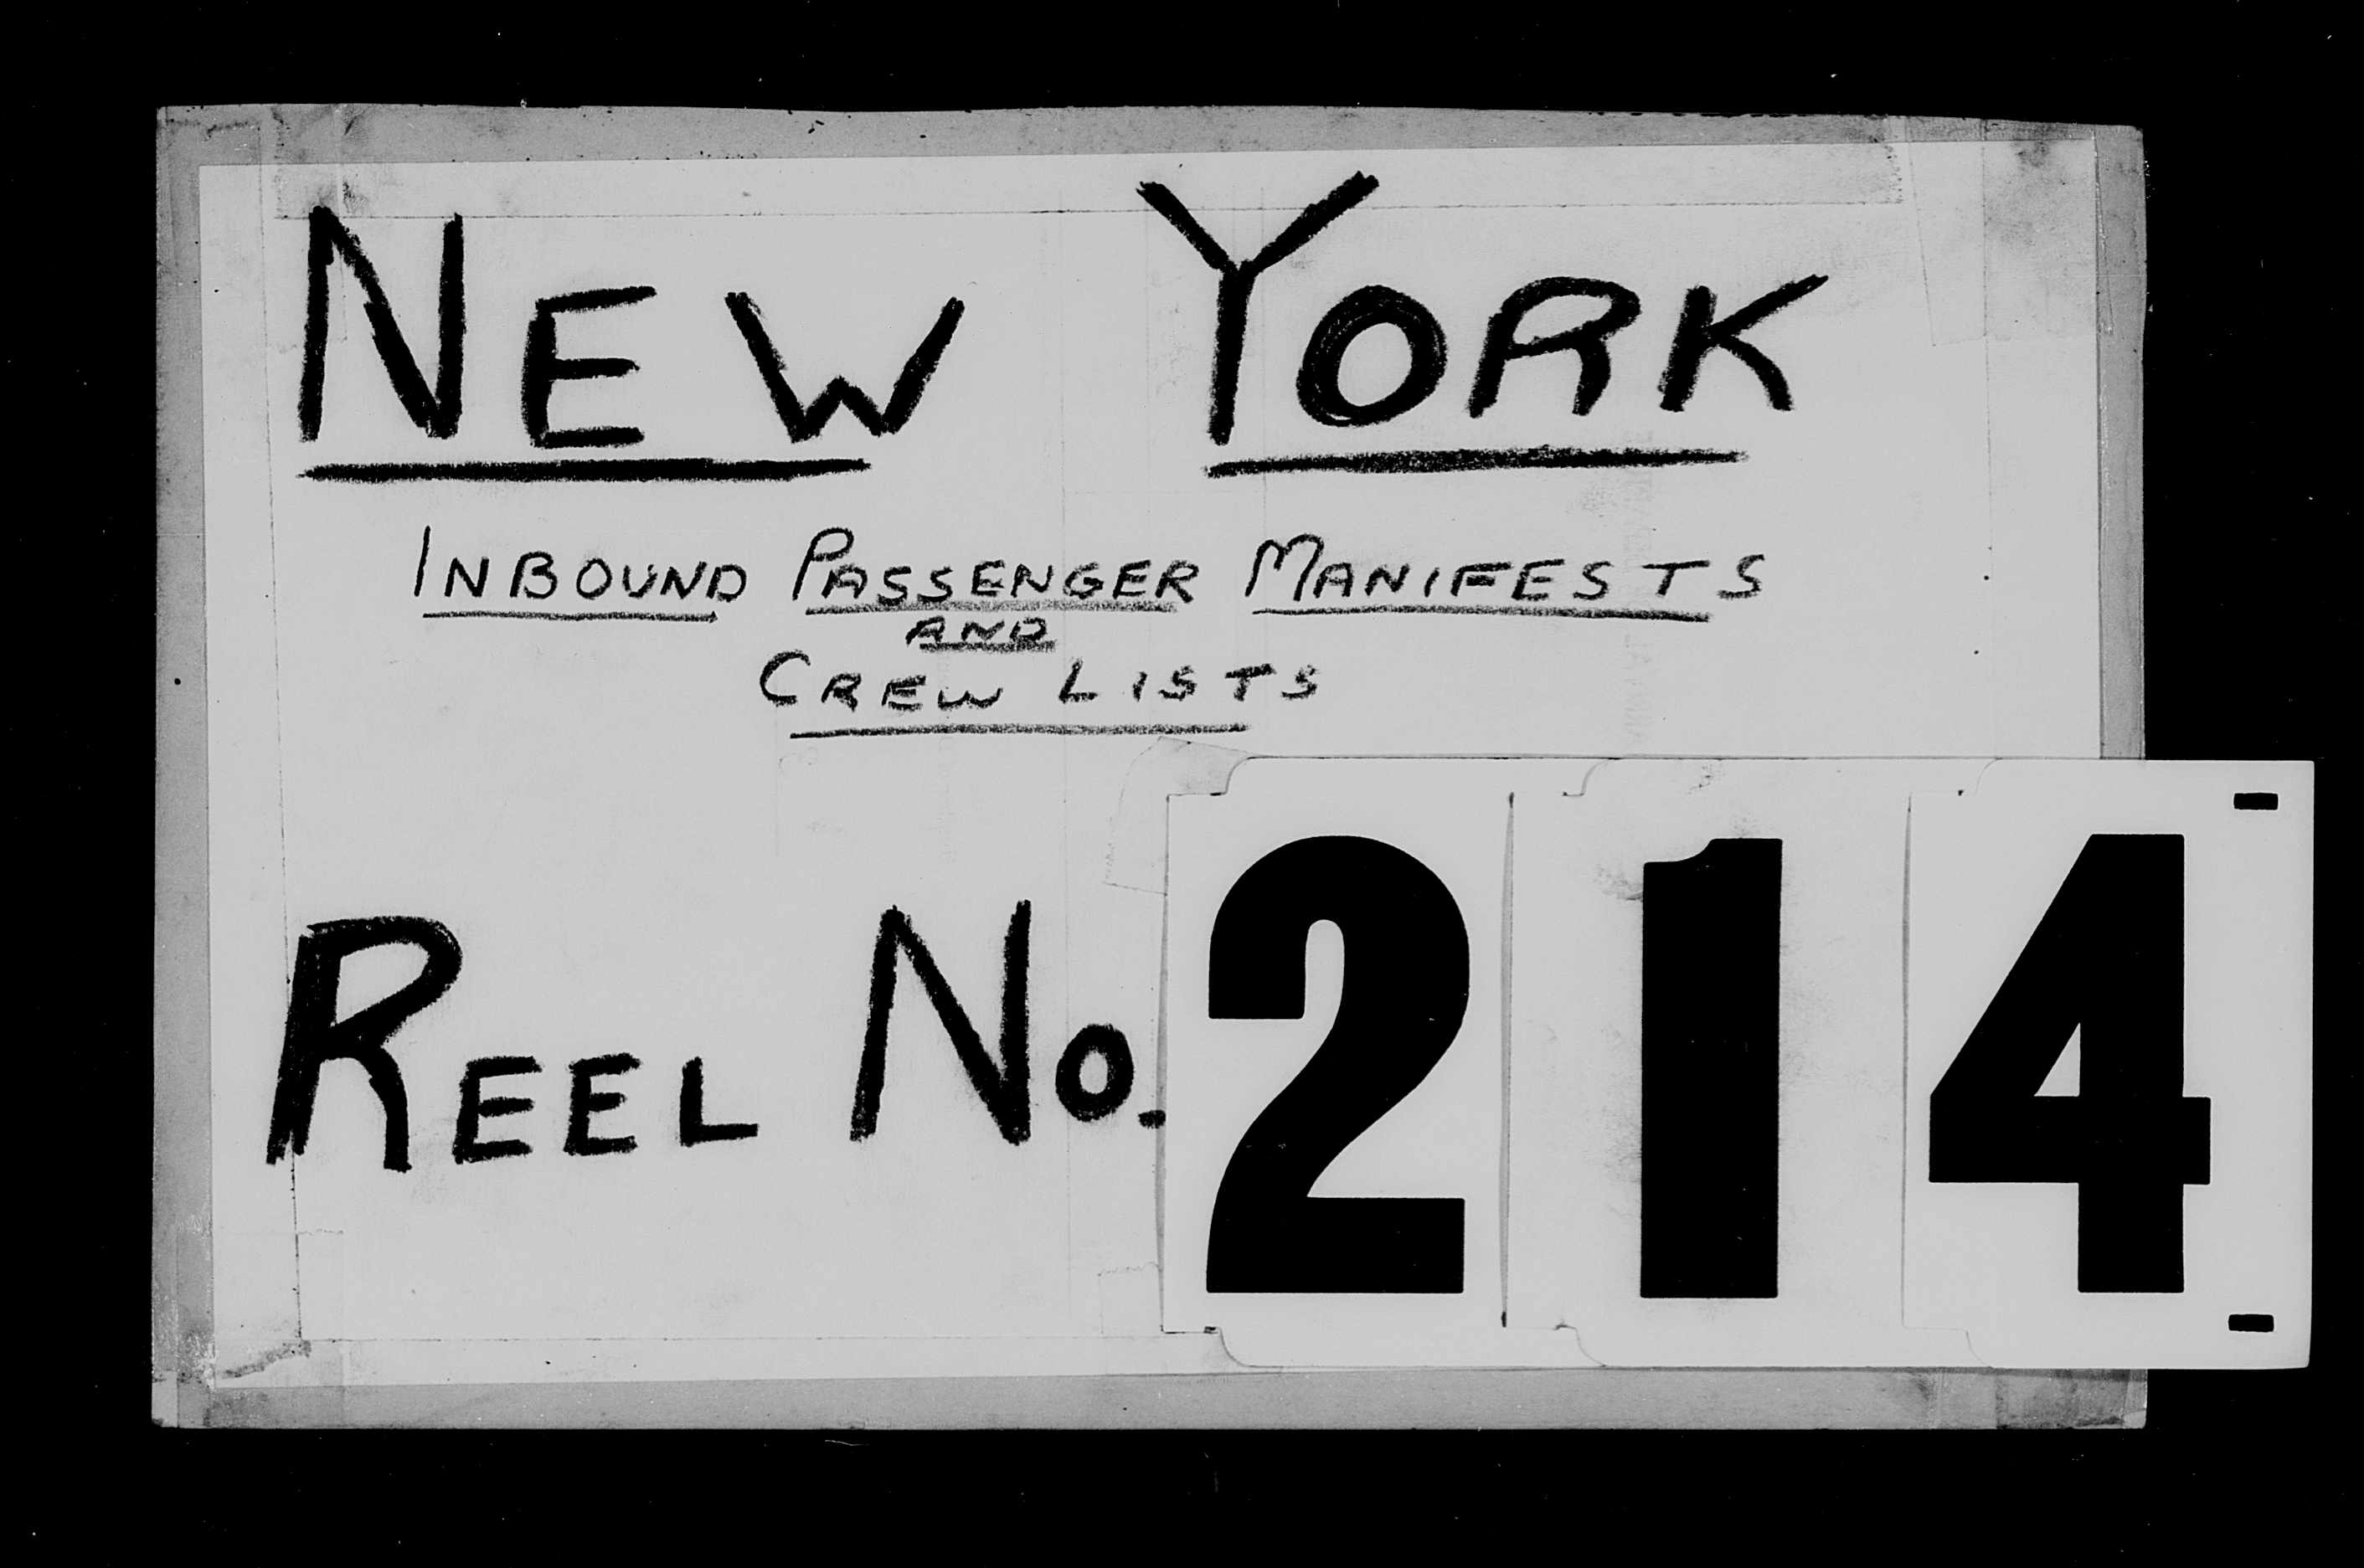 NEW YORK
INBOUND PASSENGER MANIFESTS
AND
CREW LISTS
REEL No. 214